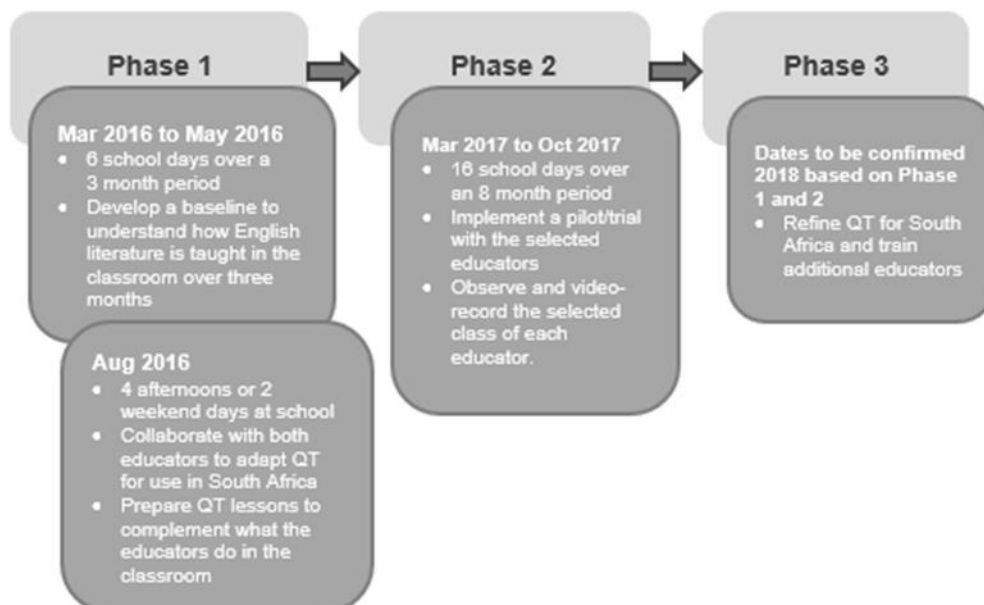 Phase 1
Mar 2016 to May 2016
• 6 school days over a
3 month period
• Develop a baseline to
understand how English
literature is taught in the
classroom over three
months
Aug 2016
• 4 afternoons or 2
weekend days at school
• Collaborate with both
educators to adapt QT
for use in South Africa
• Prepare QT lessons to
complement what the
educators do in the
classroom
Phase 2
Mar 2017 to Oct 2017
• 16 school days over
an 8 month period
• Implement a pilot/trial
with the selected
educators
• Observe and video-
record the selected
class of each
educator.
Phase 3
Dates to be confirmed
2018 based on Phase
1 and 2
• Refine QT for South
Africa and train
additional educators